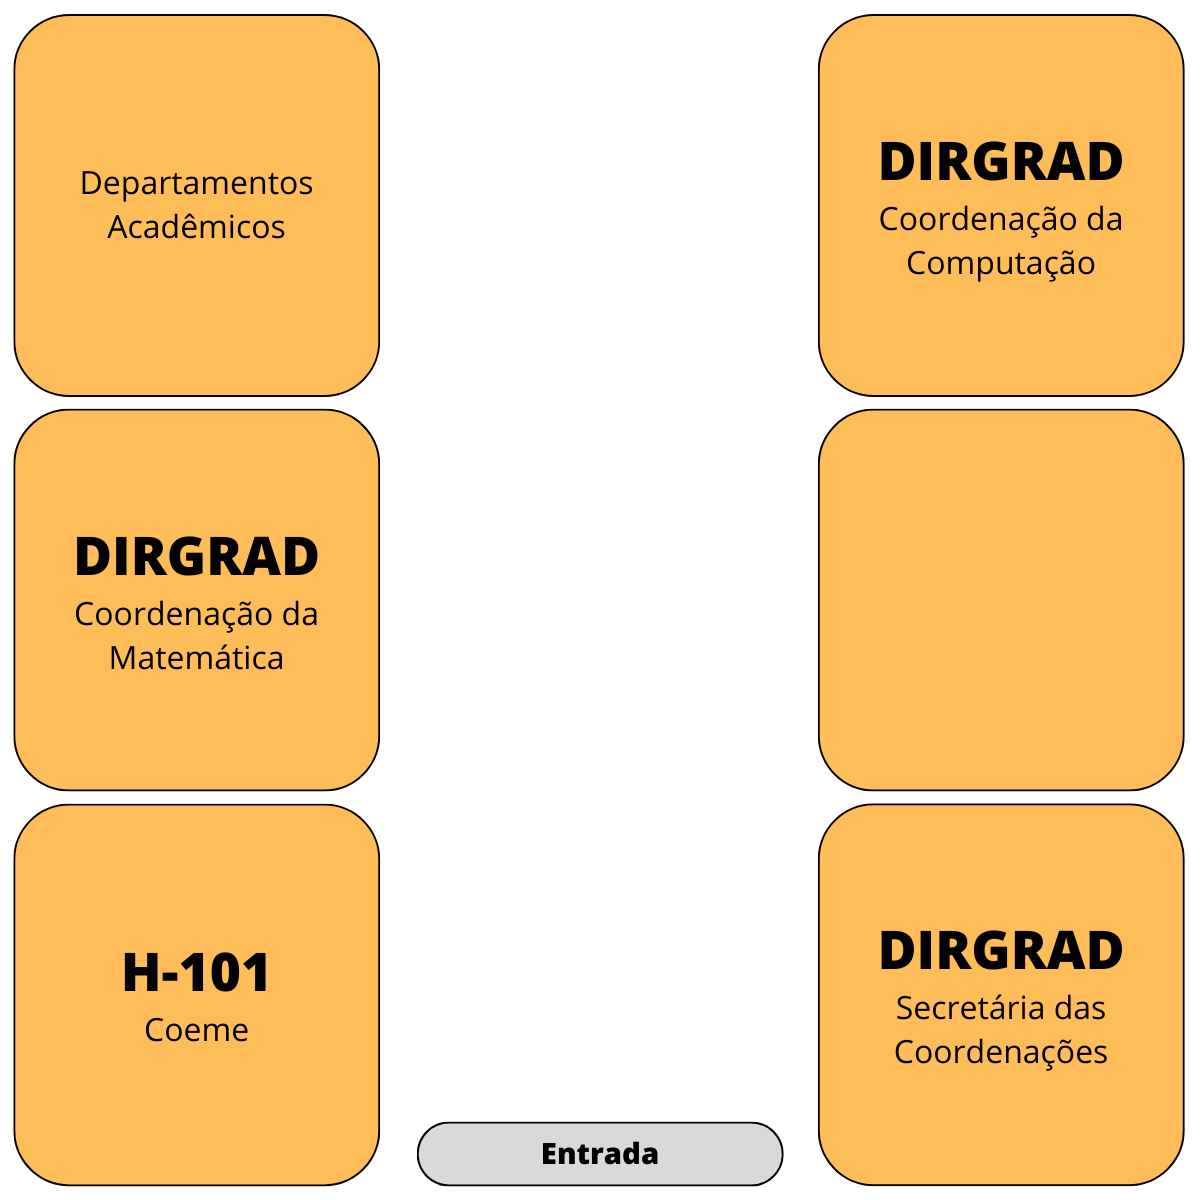 Departamentos
Acadêmicos
DIRGRAD
Coordenação da
Computação
DIRGRAD
Coordenação da
Matemática
H-101
Coeme
DIRGRAD
Secretária das
Coordenações
Entrada